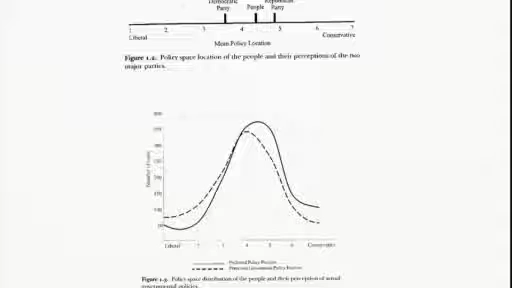 Democratic Party
People
Republican Party
1 2 3 4 5 6 7
Liberal Conservative
Mean Policy Location
Figure 1.2. Policy space location of the people and their perceptions of the two
major parties.
Liberal 2 3 4 5 6 Conservative
Preferred Policy Position
Perceived Government Policy Position
Figure 1.3. Policy space distribution of the people and their perception of actual
governmental policies.